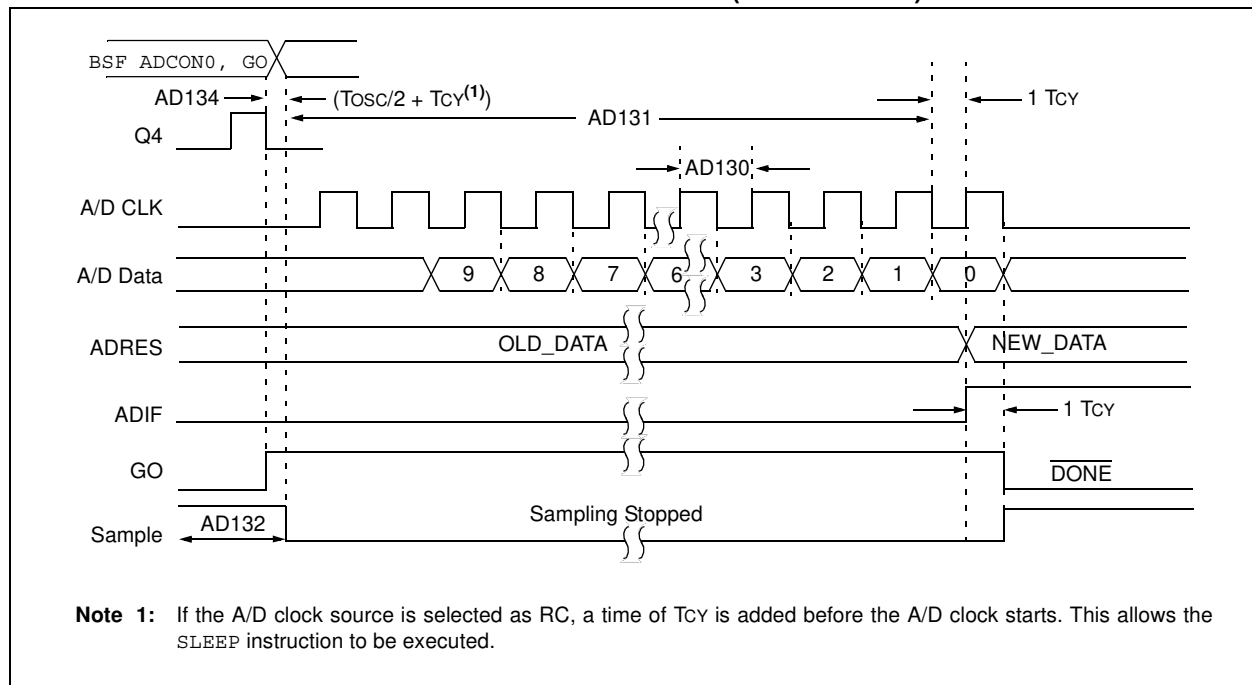 BSF ADCON0, GO
AD134 (TOSC/2 + TCY(1)) 1 TCY
AD131
Q4
AD130
A/D CLK
A/D Data 9 8 7 6 3 2 1 0
ADRES OLD_DATA NEW_DATA
ADIF 1 TCY
GO DONE
AD132 Sampling Stopped
Sample
Note 1: If the A/D clock source is selected as RC, a time of TCY is added before the A/D clock starts. This allows the
SLEEP instruction to be executed.